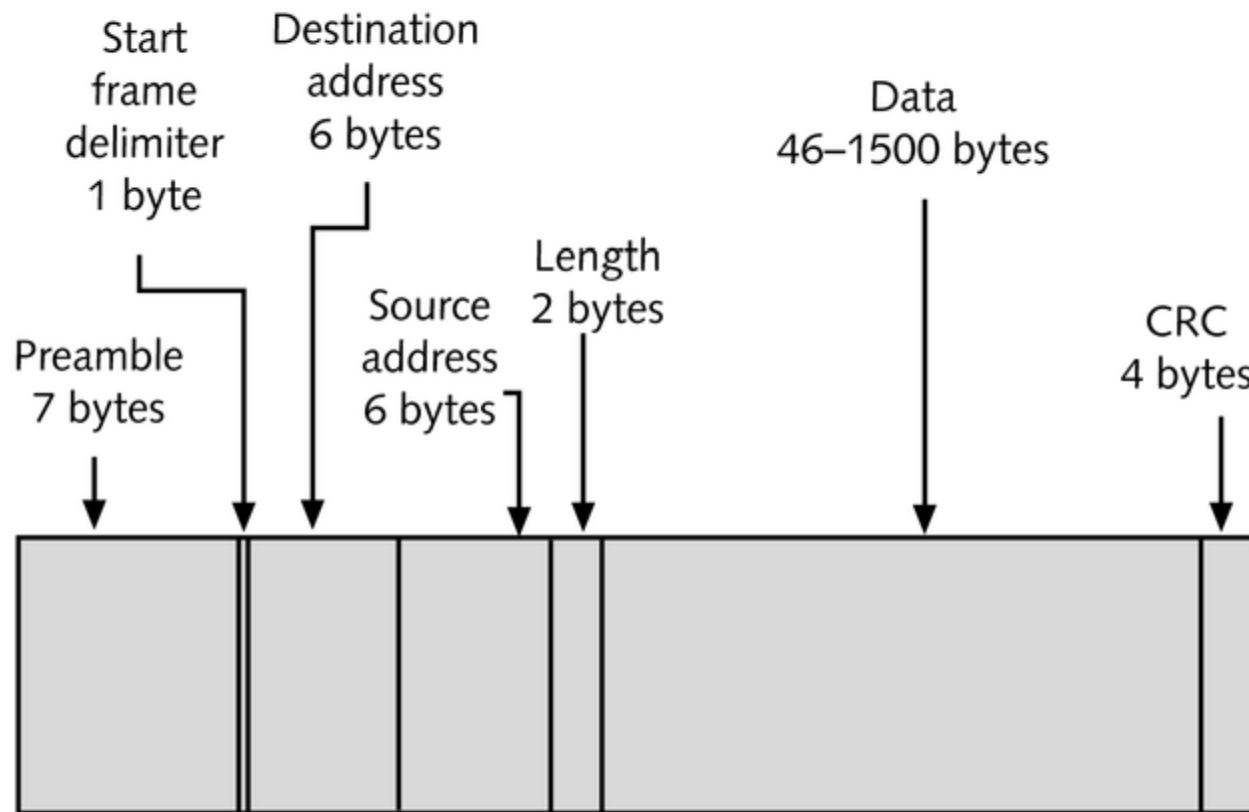 Start
frame
delimiter
1 byte
Destination
address
6 bytes
Data
46–1500 bytes
Preamble
7 bytes
Source
address
6 bytes
Length
2 bytes
CRC
4 bytes